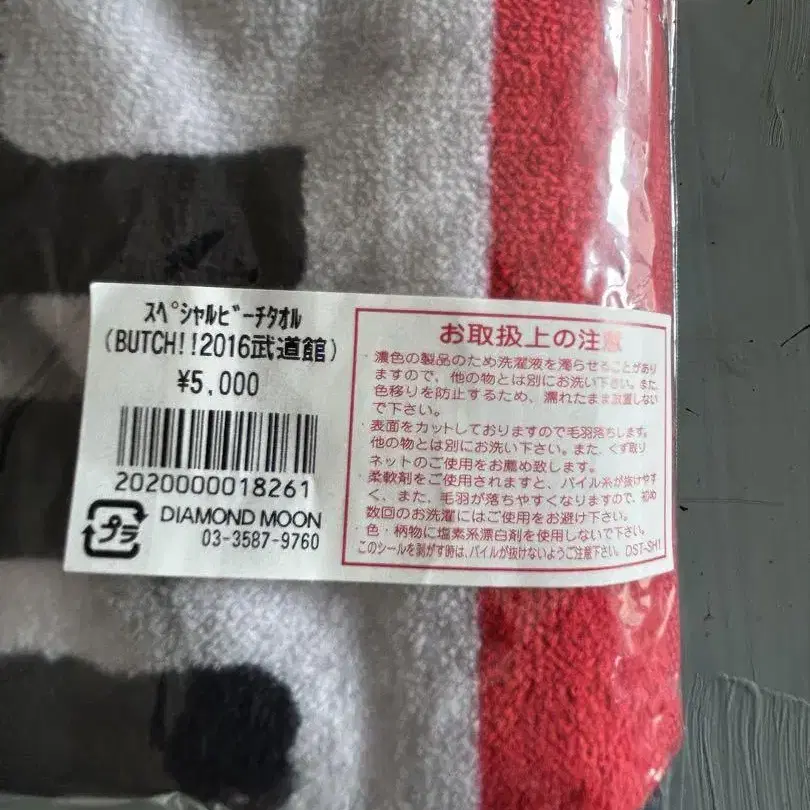 ｽﾍﾟｼｬﾙﾋﾞｰﾁﾀｵﾙ
(BUTCH!!2016武道館)
¥5,000
2020000018261
プラ
DIAMOND MOON
03-3587-9760
お取扱上の注意
・濃色の製品のため洗濯液を濁らせることがあり
ますので、他の物とは別にお洗い下さい。また、
色移りを防止するため、濡れたまま放置しない
で下さい。
・表面をカットしておりますので毛羽落ちします。
他の物とは別にお洗い下さい。また、くず取り
ネットのご使用をお薦め致します。
・柔軟剤をご使用されますと、パイル糸が抜けやす
く、また、毛羽が落ちやすくなりますので、初め
数回のお洗濯にはご使用をお避け下さい。
・色・柄物に塩素系漂白剤を使用しないで下さい。
このシールを剥がす時は、パイルが抜けないようご注意下さい。DST-SH1